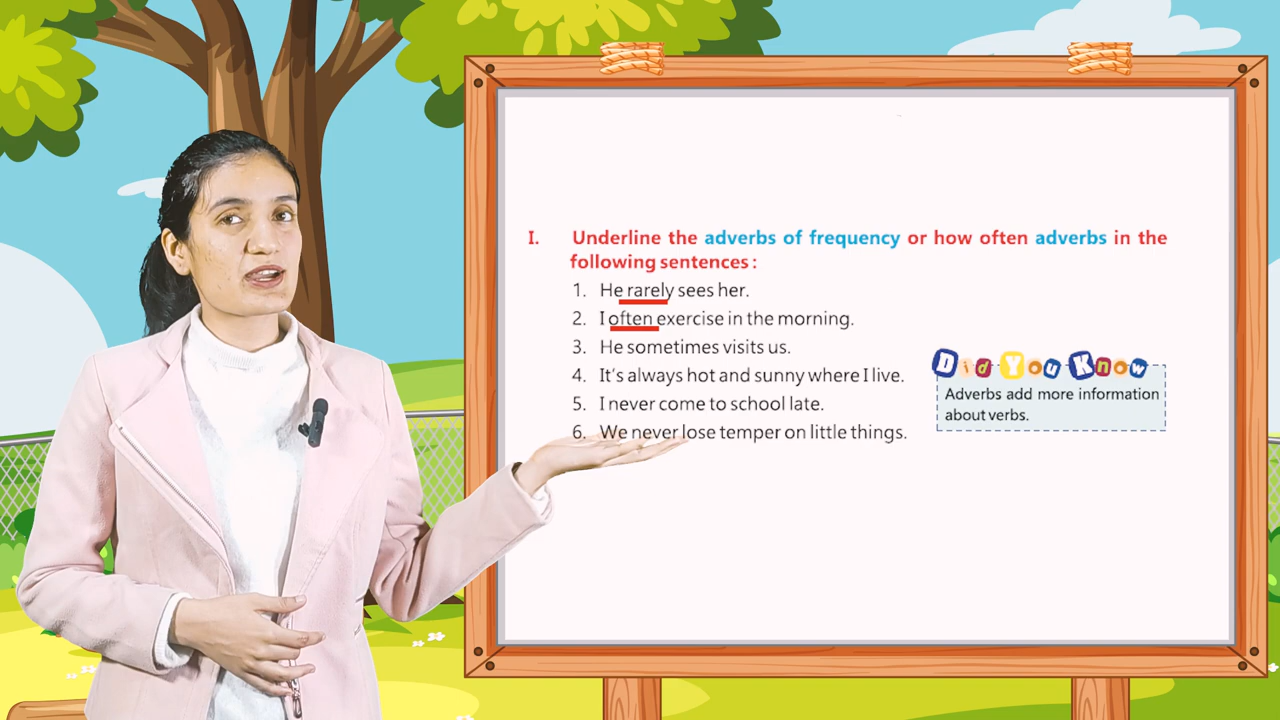 I. Underline the adverbs of frequency or how often adverbs in the
following sentences :
1. He rarely sees her.
2. I often exercise in the morning.
3. He sometimes visits us.
4. It's always hot and sunny where I live.
5. I never come to school late.
6. We never lose temper on little things.
Did You Know
Adverbs add more information
about verbs.